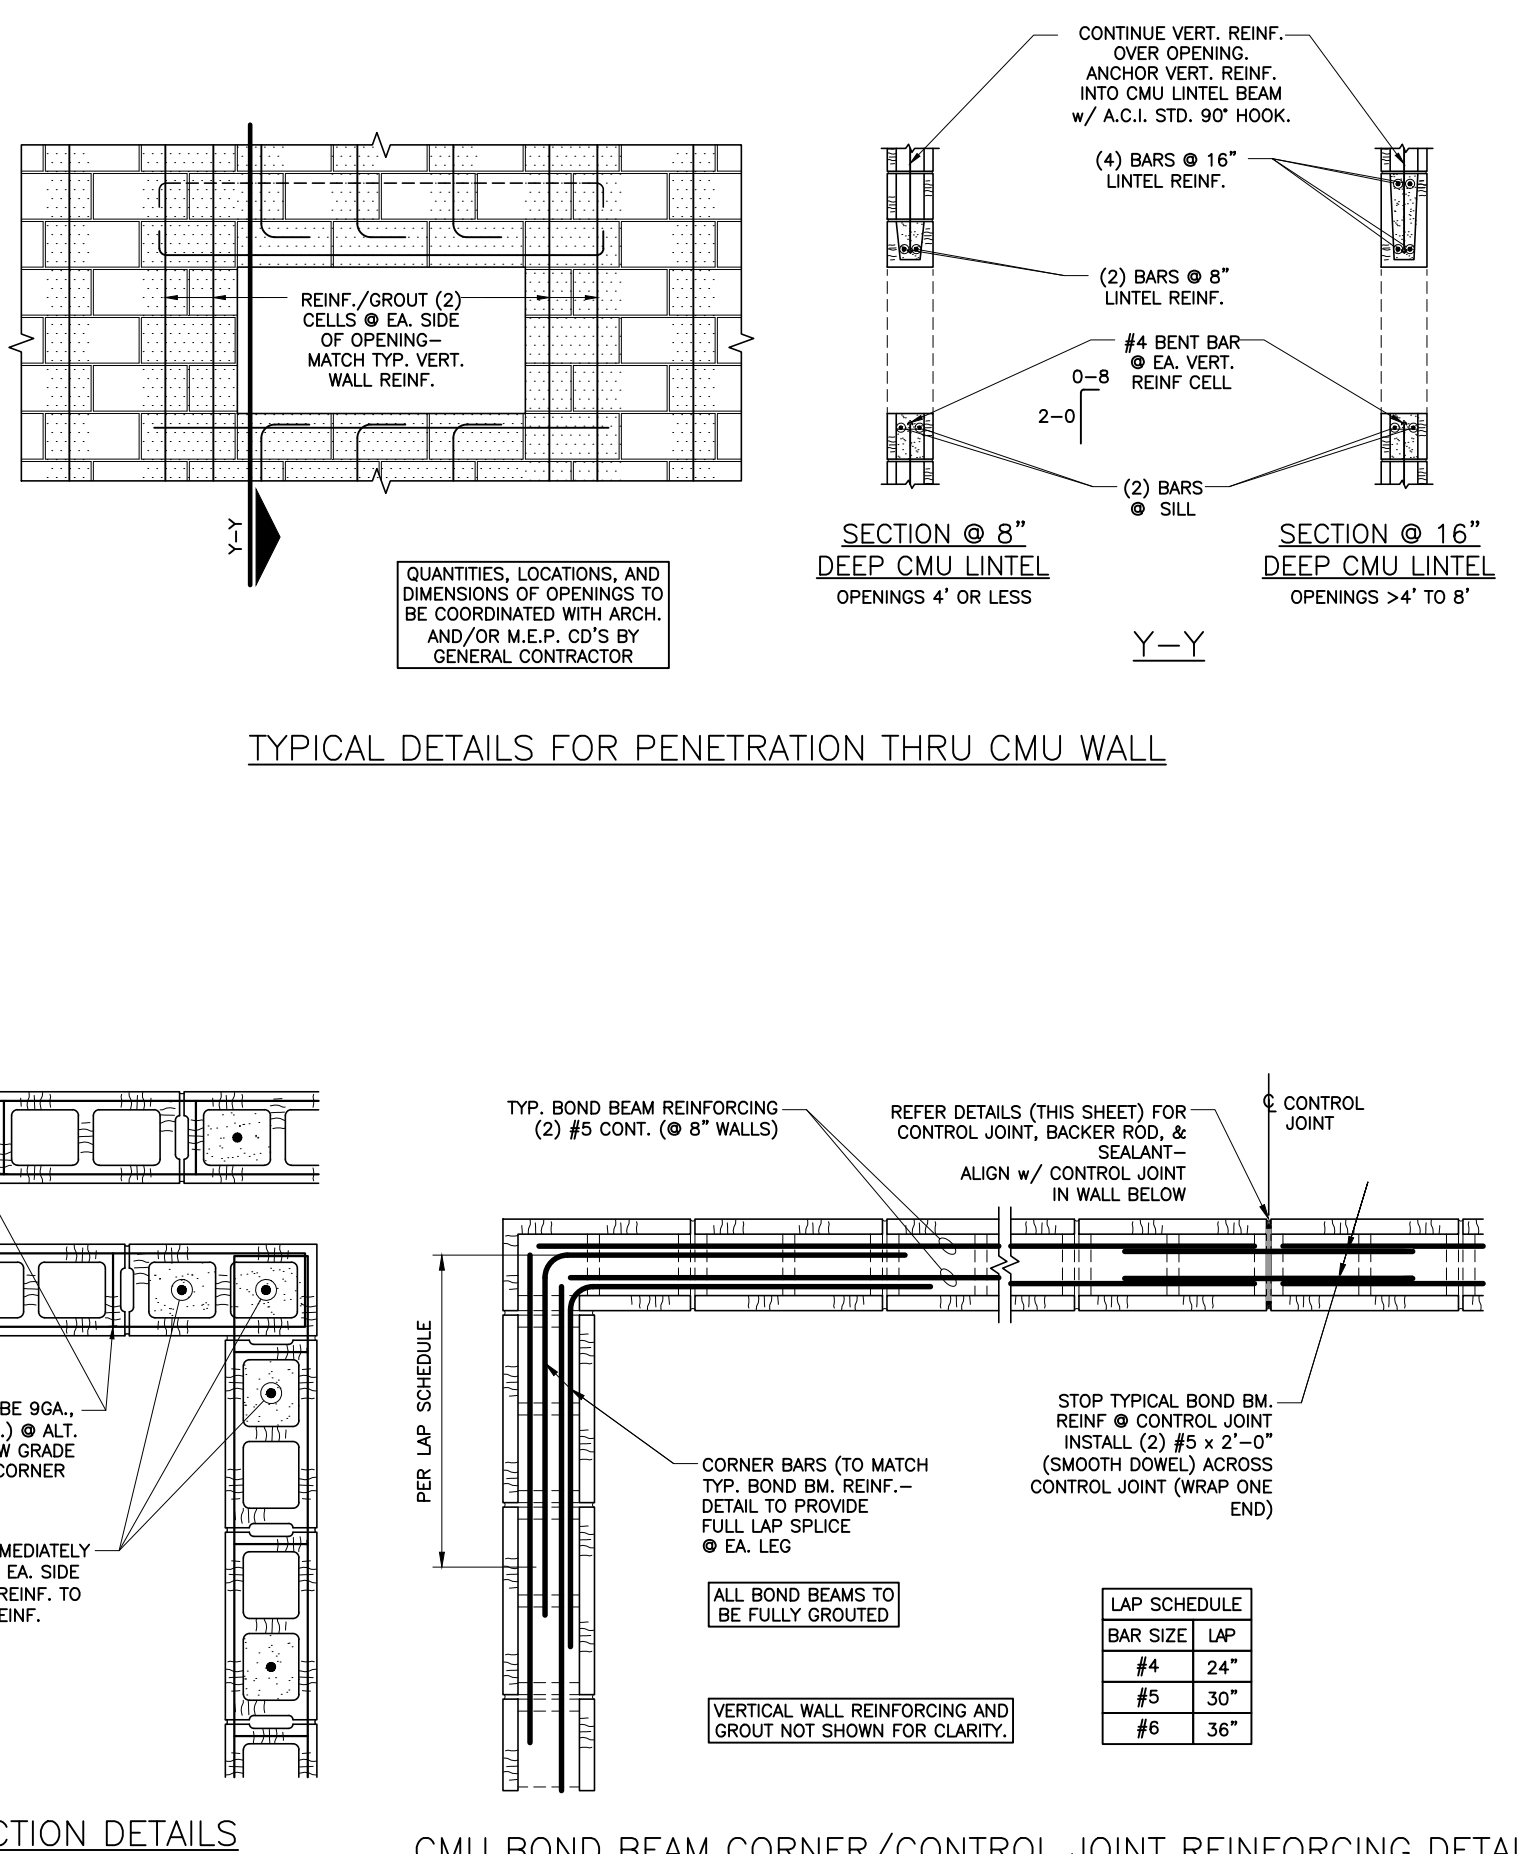 CONTINUE VERT. REINF.
OVER OPENING.
ANCHOR VERT. REINF.
INTO CMU LINTEL BEAM
w/ A.C.I. STD. 90° HOOK.
(4) BARS @ 16"
LINTEL REINF.
(2) BARS @ 8"
LINTEL REINF.
REINF./GROUT (2)
CELLS @ EA. SIDE
OF OPENING–
MATCH TYP. VERT.
WALL REINF.
#4 BENT BAR
@ EA. VERT.
REINF CELL
0–8
2–0
(2) BARS
@ SILL
Y–Y
SECTION @ 8"
DEEP CMU LINTEL
OPENINGS 4' OR LESS
SECTION @ 16"
DEEP CMU LINTEL
OPENINGS >4' TO 8'
QUANTITIES, LOCATIONS, AND
DIMENSIONS OF OPENINGS TO
BE COORDINATED WITH ARCH.
AND/OR M.E.P. CD'S BY
GENERAL CONTRACTOR
Y–Y
TYPICAL DETAILS FOR PENETRATION THRU CMU WALL
BE 9GA.,
.) @ ALT.
W GRADE
CORNER
MEDIATELY
EA. SIDE
REINF. TO
EINF.
CTION DETAILS
TYP. BOND BEAM REINFORCING
(2) #5 CONT. (@ 8" WALLS)
REFER DETAILS (THIS SHEET) FOR
CONTROL JOINT, BACKER ROD, &
SEALANT–
ALIGN w/ CONTROL JOINT
IN WALL BELOW
℄ CONTROL
JOINT
PER LAP SCHEDULE
CORNER BARS (TO MATCH
TYP. BOND BM. REINF.–
DETAIL TO PROVIDE
FULL LAP SPLICE
@ EA. LEG
STOP TYPICAL BOND BM.
REINF @ CONTROL JOINT
INSTALL (2) #5 x 2'–0"
(SMOOTH DOWEL) ACROSS
CONTROL JOINT (WRAP ONE
END)
ALL BOND BEAMS TO
BE FULLY GROUTED
VERTICAL WALL REINFORCING AND
GROUT NOT SHOWN FOR CLARITY.
LAP SCHEDULE
BAR SIZE LAP
#4 24"
#5 30"
#6 36"
CMU BOND BEAM CORNER/CONTROL JOINT REINFORCING DETAI